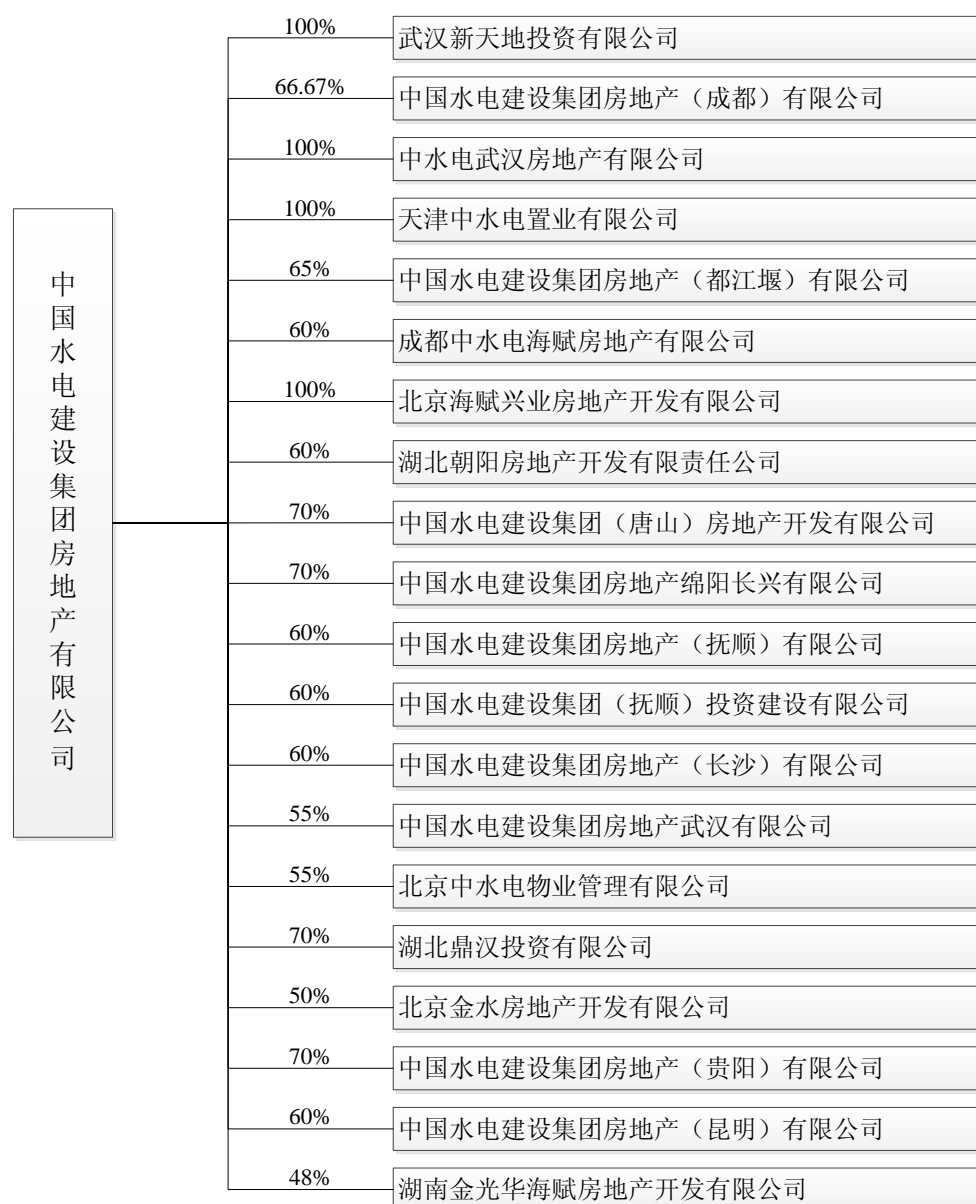 中国水电建设集团房地产有限公司
100%
武汉新天地投资有限公司
66.67%
中国水电建设集团房地产（成都）有限公司
100%
中水电武汉房地产有限公司
100%
天津中水电置业有限公司
65%
中国水电建设集团房地产（都江堰）有限公司
60%
成都中水电海赋房地产有限公司
100%
北京海赋兴业房地产开发有限公司
60%
湖北朝阳房地产开发有限责任公司
70%
中国水电建设集团（唐山）房地产开发有限公司
70%
中国水电建设集团房地产绵阳长兴有限公司
60%
中国水电建设集团房地产（抚顺）有限公司
60%
中国水电建设集团（抚顺）投资建设有限公司
60%
中国水电建设集团房地产（长沙）有限公司
55%
中国水电建设集团房地产武汉有限公司
55%
北京中水电物业管理有限公司
70%
湖北鼎汉投资有限公司
50%
北京金水房地产开发有限公司
70%
中国水电建设集团房地产（贵阳）有限公司
60%
中国水电建设集团房地产（昆明）有限公司
48%
湖南金光华海赋房地产开发有限公司